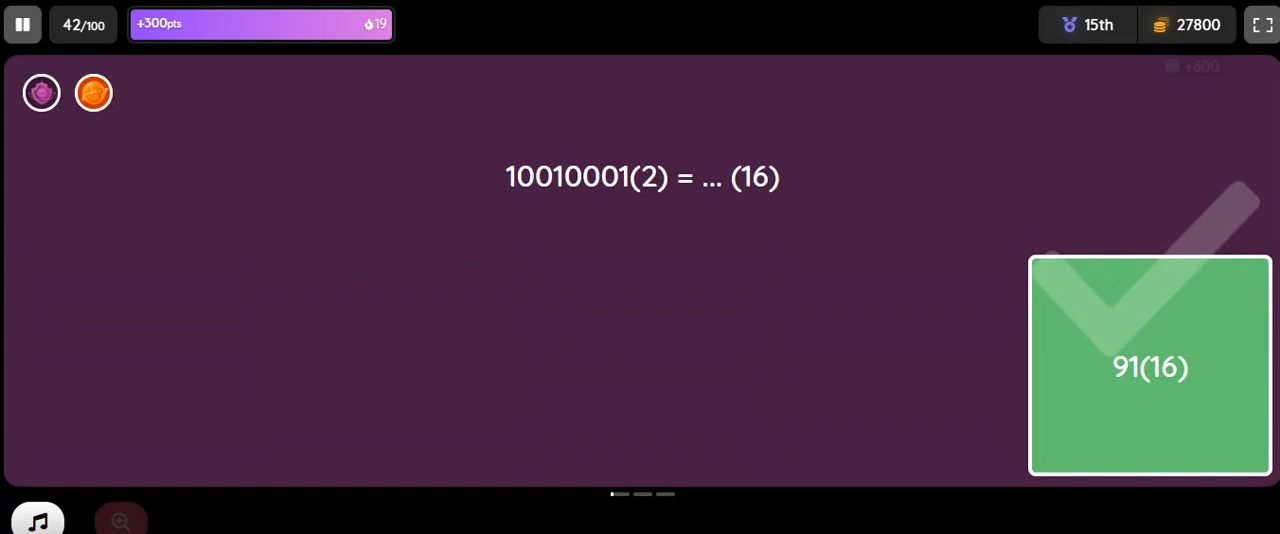 42/100
+300pts
19
15th
27800
+600
10010001(2) = ... (16)
91(16)